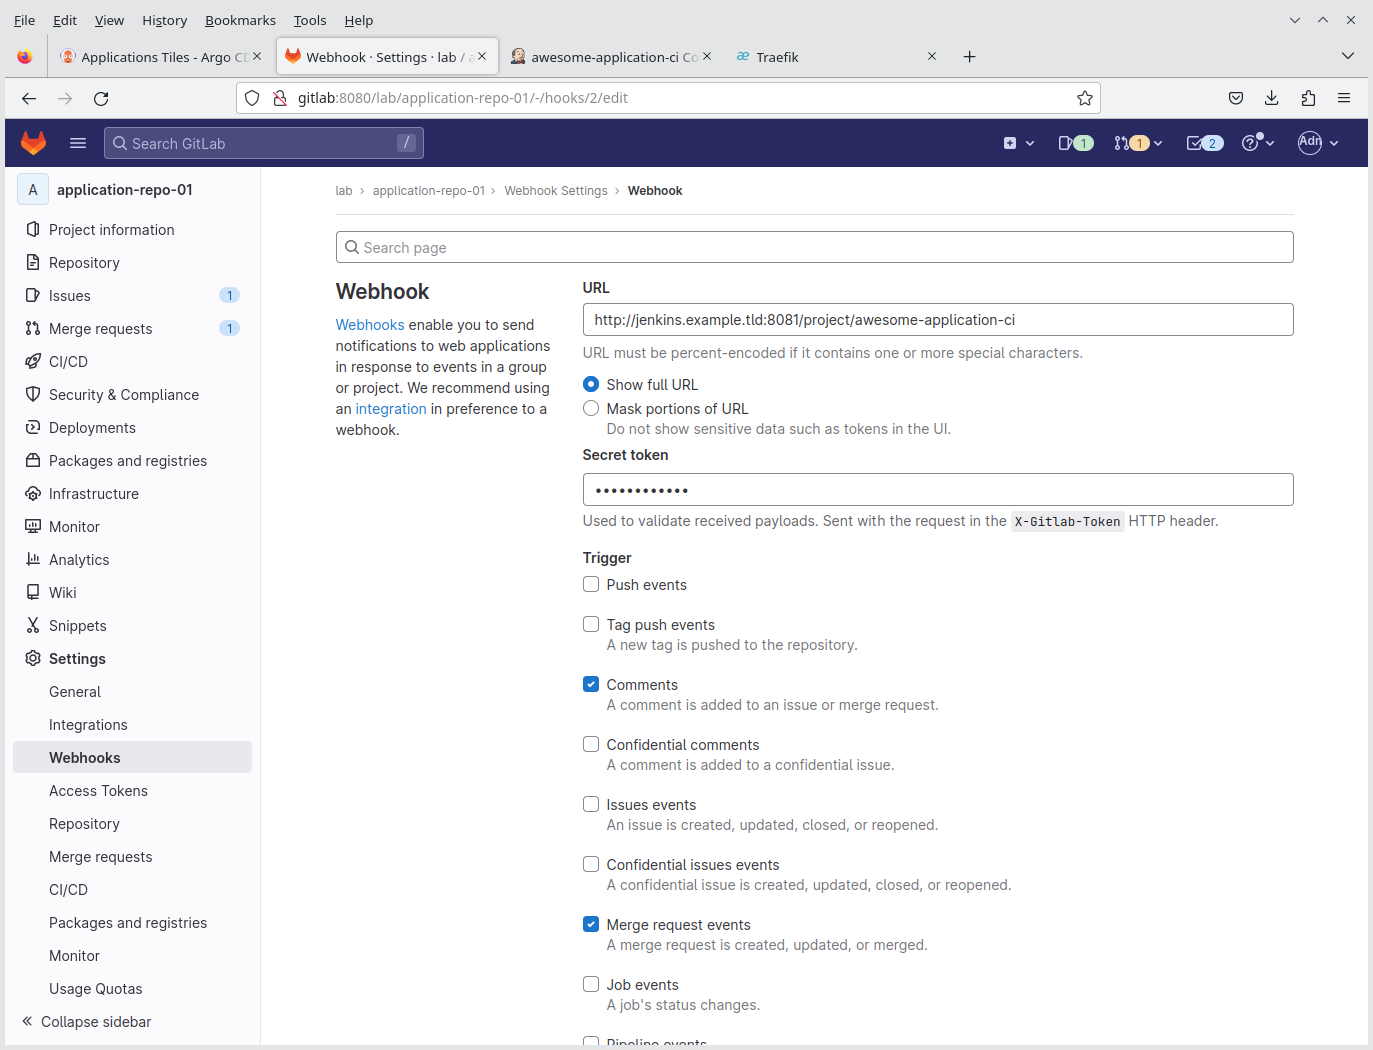 File Edit View History Bookmarks Tools Help
Applications Tiles - Argo CD
Webhook · Settings · lab / a
awesome-application-ci Co
Traefik
gitlab:8080/lab/application-repo-01/-/hooks/2/edit
Search GitLab /
1 1 2 Adn
A application-repo-01
Project information
Repository
Issues 1
Merge requests 1
CI/CD
Security & Compliance
Deployments
Packages and registries
Infrastructure
Monitor
Analytics
Wiki
Snippets
Settings
General
Integrations
Webhooks
Access Tokens
Repository
Merge requests
CI/CD
Packages and registries
Monitor
Usage Quotas
Collapse sidebar
lab › application-repo-01 › Webhook Settings › Webhook
Search page
Webhook
Webhooks enable you to send
notifications to web applications
in response to events in a group
or project. We recommend using
an integration in preference to a
webhook.
URL
http://jenkins.example.tld:8081/project/awesome-application-ci
URL must be percent-encoded if it contains one or more special characters.
Show full URL
Mask portions of URL
Do not show sensitive data such as tokens in the UI.
Secret token
••••••••••••
Used to validate received payloads. Sent with the request in the X-Gitlab-Token HTTP header.
Trigger
Push events
Tag push events
A new tag is pushed to the repository.
Comments
A comment is added to an issue or merge request.
Confidential comments
A comment is added to a confidential issue.
Issues events
An issue is created, updated, closed, or reopened.
Confidential issues events
A confidential issue is created, updated, closed, or reopened.
Merge request events
A merge request is created, updated, or merged.
Job events
A job's status changes.
Pipeline events